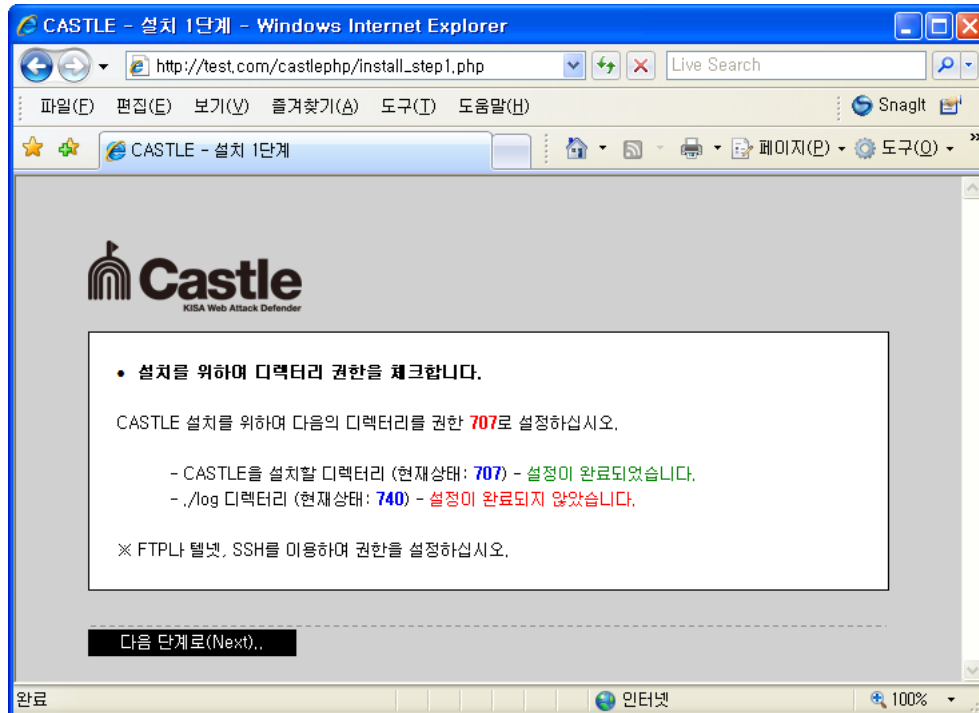 CASTLE - 설치 1단계 - Windows Internet Explorer
http://test.com/castlephp/install_step1.php
Live Search
파일(F) 편집(E) 보기(V) 즐겨찾기(A) 도구(T) 도움말(H)
SnagIt
CASTLE - 설치 1단계
페이지(P)
도구(O)
Castle
KISA Web Attack Defender
• 설치를 위하여 디렉터리 권한을 체크합니다.
CASTLE 설치를 위하여 다음의 디렉터리를 권한 707로 설정하십시오.
- CASTLE을 설치할 디렉터리 (현재상태: 707) - 설정이 완료되었습니다.
- ./log 디렉터리 (현재상태: 740) - 설정이 완료되지 않았습니다.
※ FTP나 텔넷, SSH를 이용하여 권한을 설정하십시오.
다음 단계로(Next)..
완료
인터넷
100%